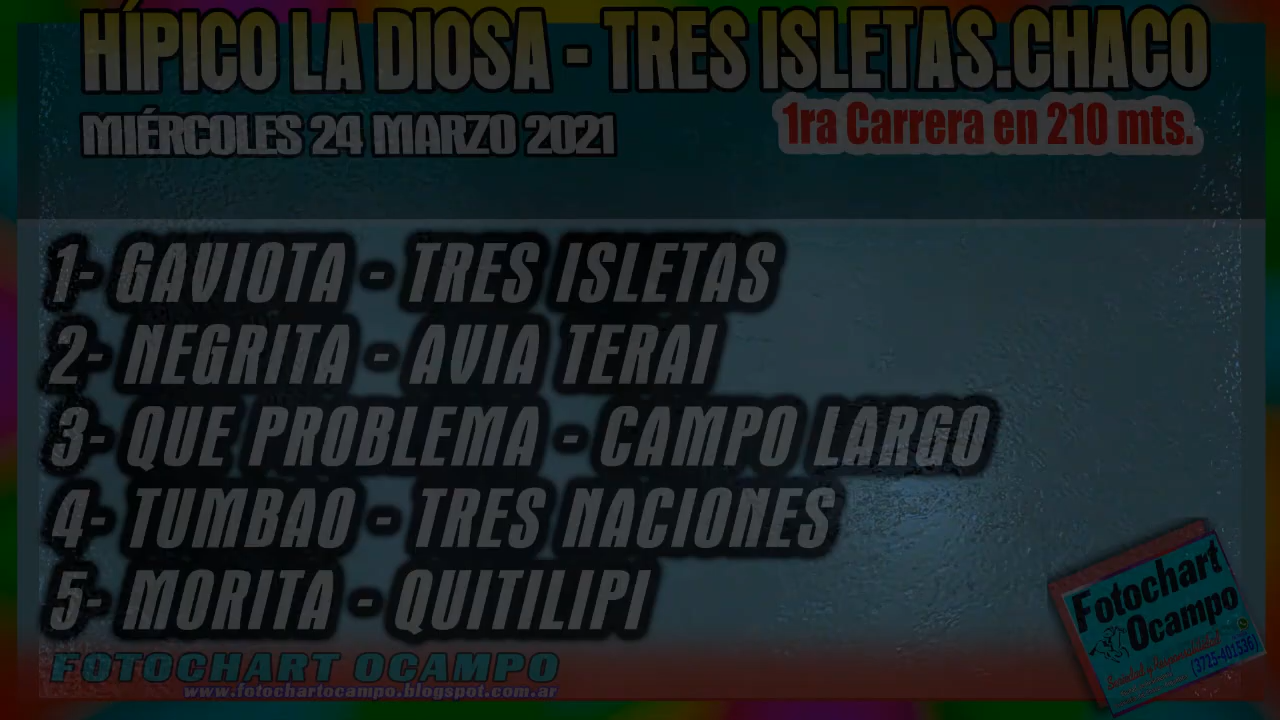 HÍPICO LA DIOSA - TRES ISLETAS.CHACO
MIÉRCOLES 24 MARZO 2021
1ra Carrera en 210 mts.
1- GAVIOTA - TRES ISLETAS
2- NEGRITA - AVIA TERAI
3- QUE PROBLEMA - CAMPO LARGO
4- TUMBAO - TRES NACIONES
5- MORITA - QUITILIPI
FOTOCHART OCAMPO
www.fotochartocampo.blogspot.com.ar
Fotochart
Ocampo
(3725-401536)